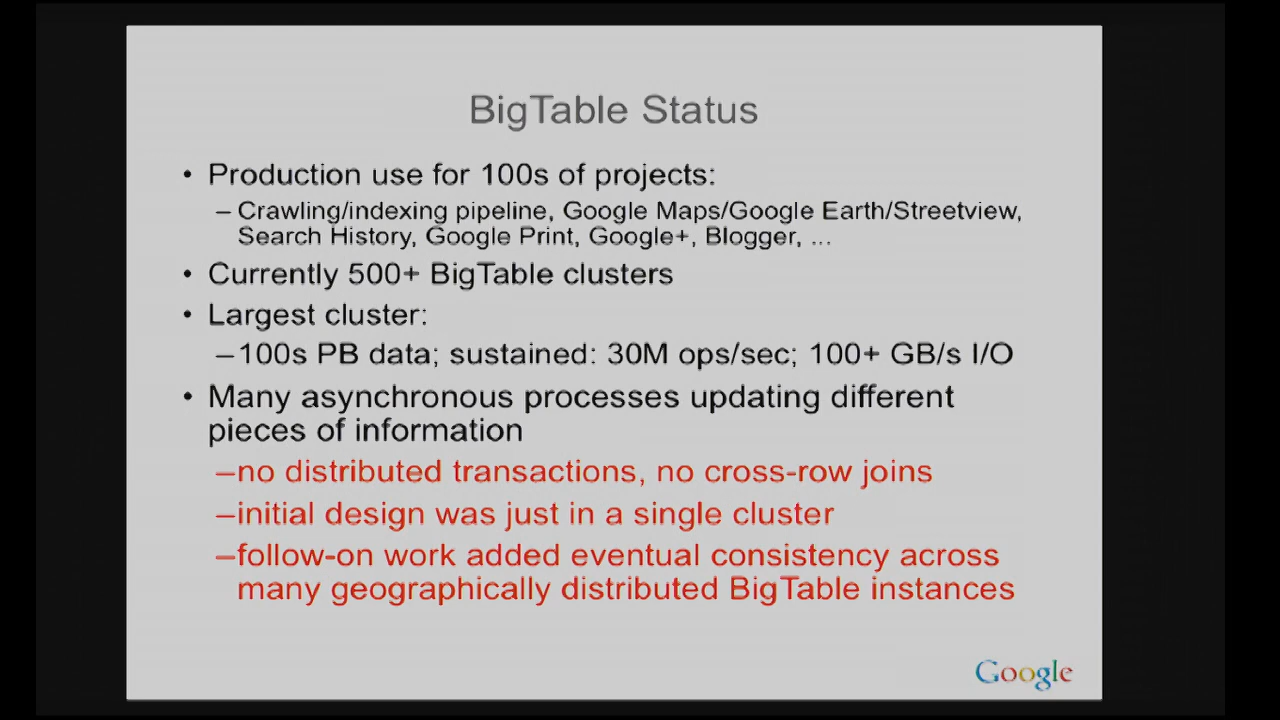 BigTable Status
• Production use for 100s of projects:
– Crawling/indexing pipeline, Google Maps/Google Earth/Streetview,
Search History, Google Print, Google+, Blogger, ...
• Currently 500+ BigTable clusters
• Largest cluster:
–100s PB data; sustained: 30M ops/sec; 100+ GB/s I/O
• Many asynchronous processes updating different
pieces of information
–no distributed transactions, no cross-row joins
–initial design was just in a single cluster
–follow-on work added eventual consistency across
many geographically distributed BigTable instances
Google